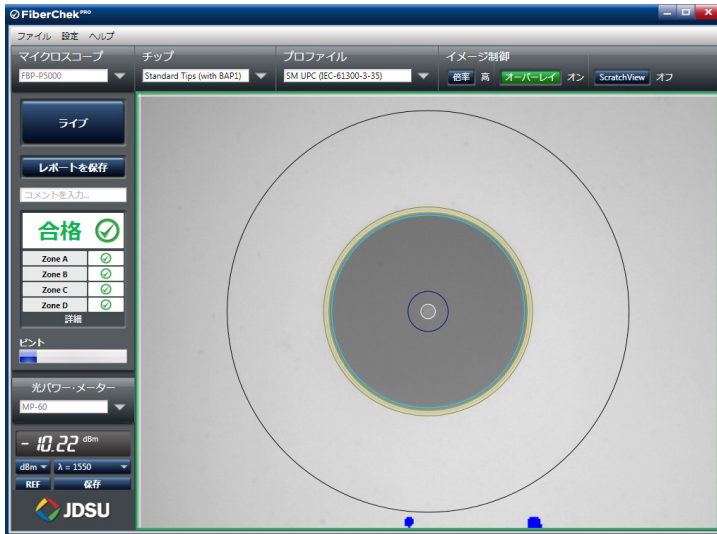 FiberChek PRO
ファイル 設定 ヘルプ
マイクロスコープ チップ プロファイル イメージ制御
FBP-P5000 Standard Tips (with BAP1) SM UPC (IEC-61300-3-35) 倍率 高 オーバーレイ オン ScratchView オフ
ライブ
レポートを保存
コメントを入力...
合格
Zone A
Zone B
Zone C
Zone D
詳細
ピント
光パワー・メーター
MP-60
- 10.22 dBm
dBm λ = 1550
REF 保存
JDSU